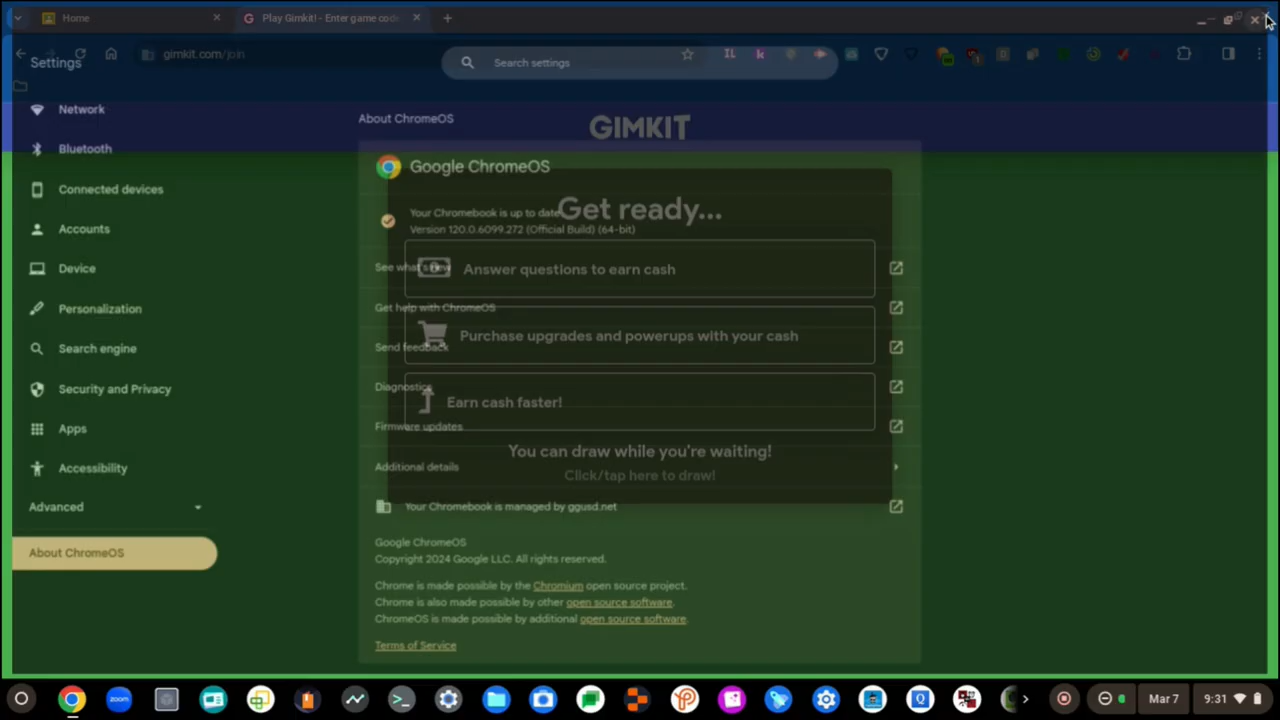 Home
Play Gimkit! - Enter game code
gimkit.com/join
Settings
Search settings
Network
Bluetooth
Connected devices
Accounts
Device
Personalization
Search engine
Security and Privacy
Apps
Accessibility
Advanced
About ChromeOS
About ChromeOS
GIMKIT
Google ChromeOS
Get ready...
Your Chromebook is up to date
Version 120.0.6099.272 (Official Build) (64-bit)
See what's new
Answer questions to earn cash
Get help with ChromeOS
Purchase upgrades and powerups with your cash
Send feedback
Diagnostics
Earn cash faster!
Firmware updates
You can draw while you're waiting!
Additional details
Click/tap here to draw!
Your Chromebook is managed by ggusd.net
Google ChromeOS
Copyright 2024 Google LLC. All rights reserved.
Chrome is made possible by the Chromium open source project.
Chrome is also made possible by other open source software.
ChromeOS is made possible by additional open source software.
Terms of Service
zoom
Mar 7
9:31